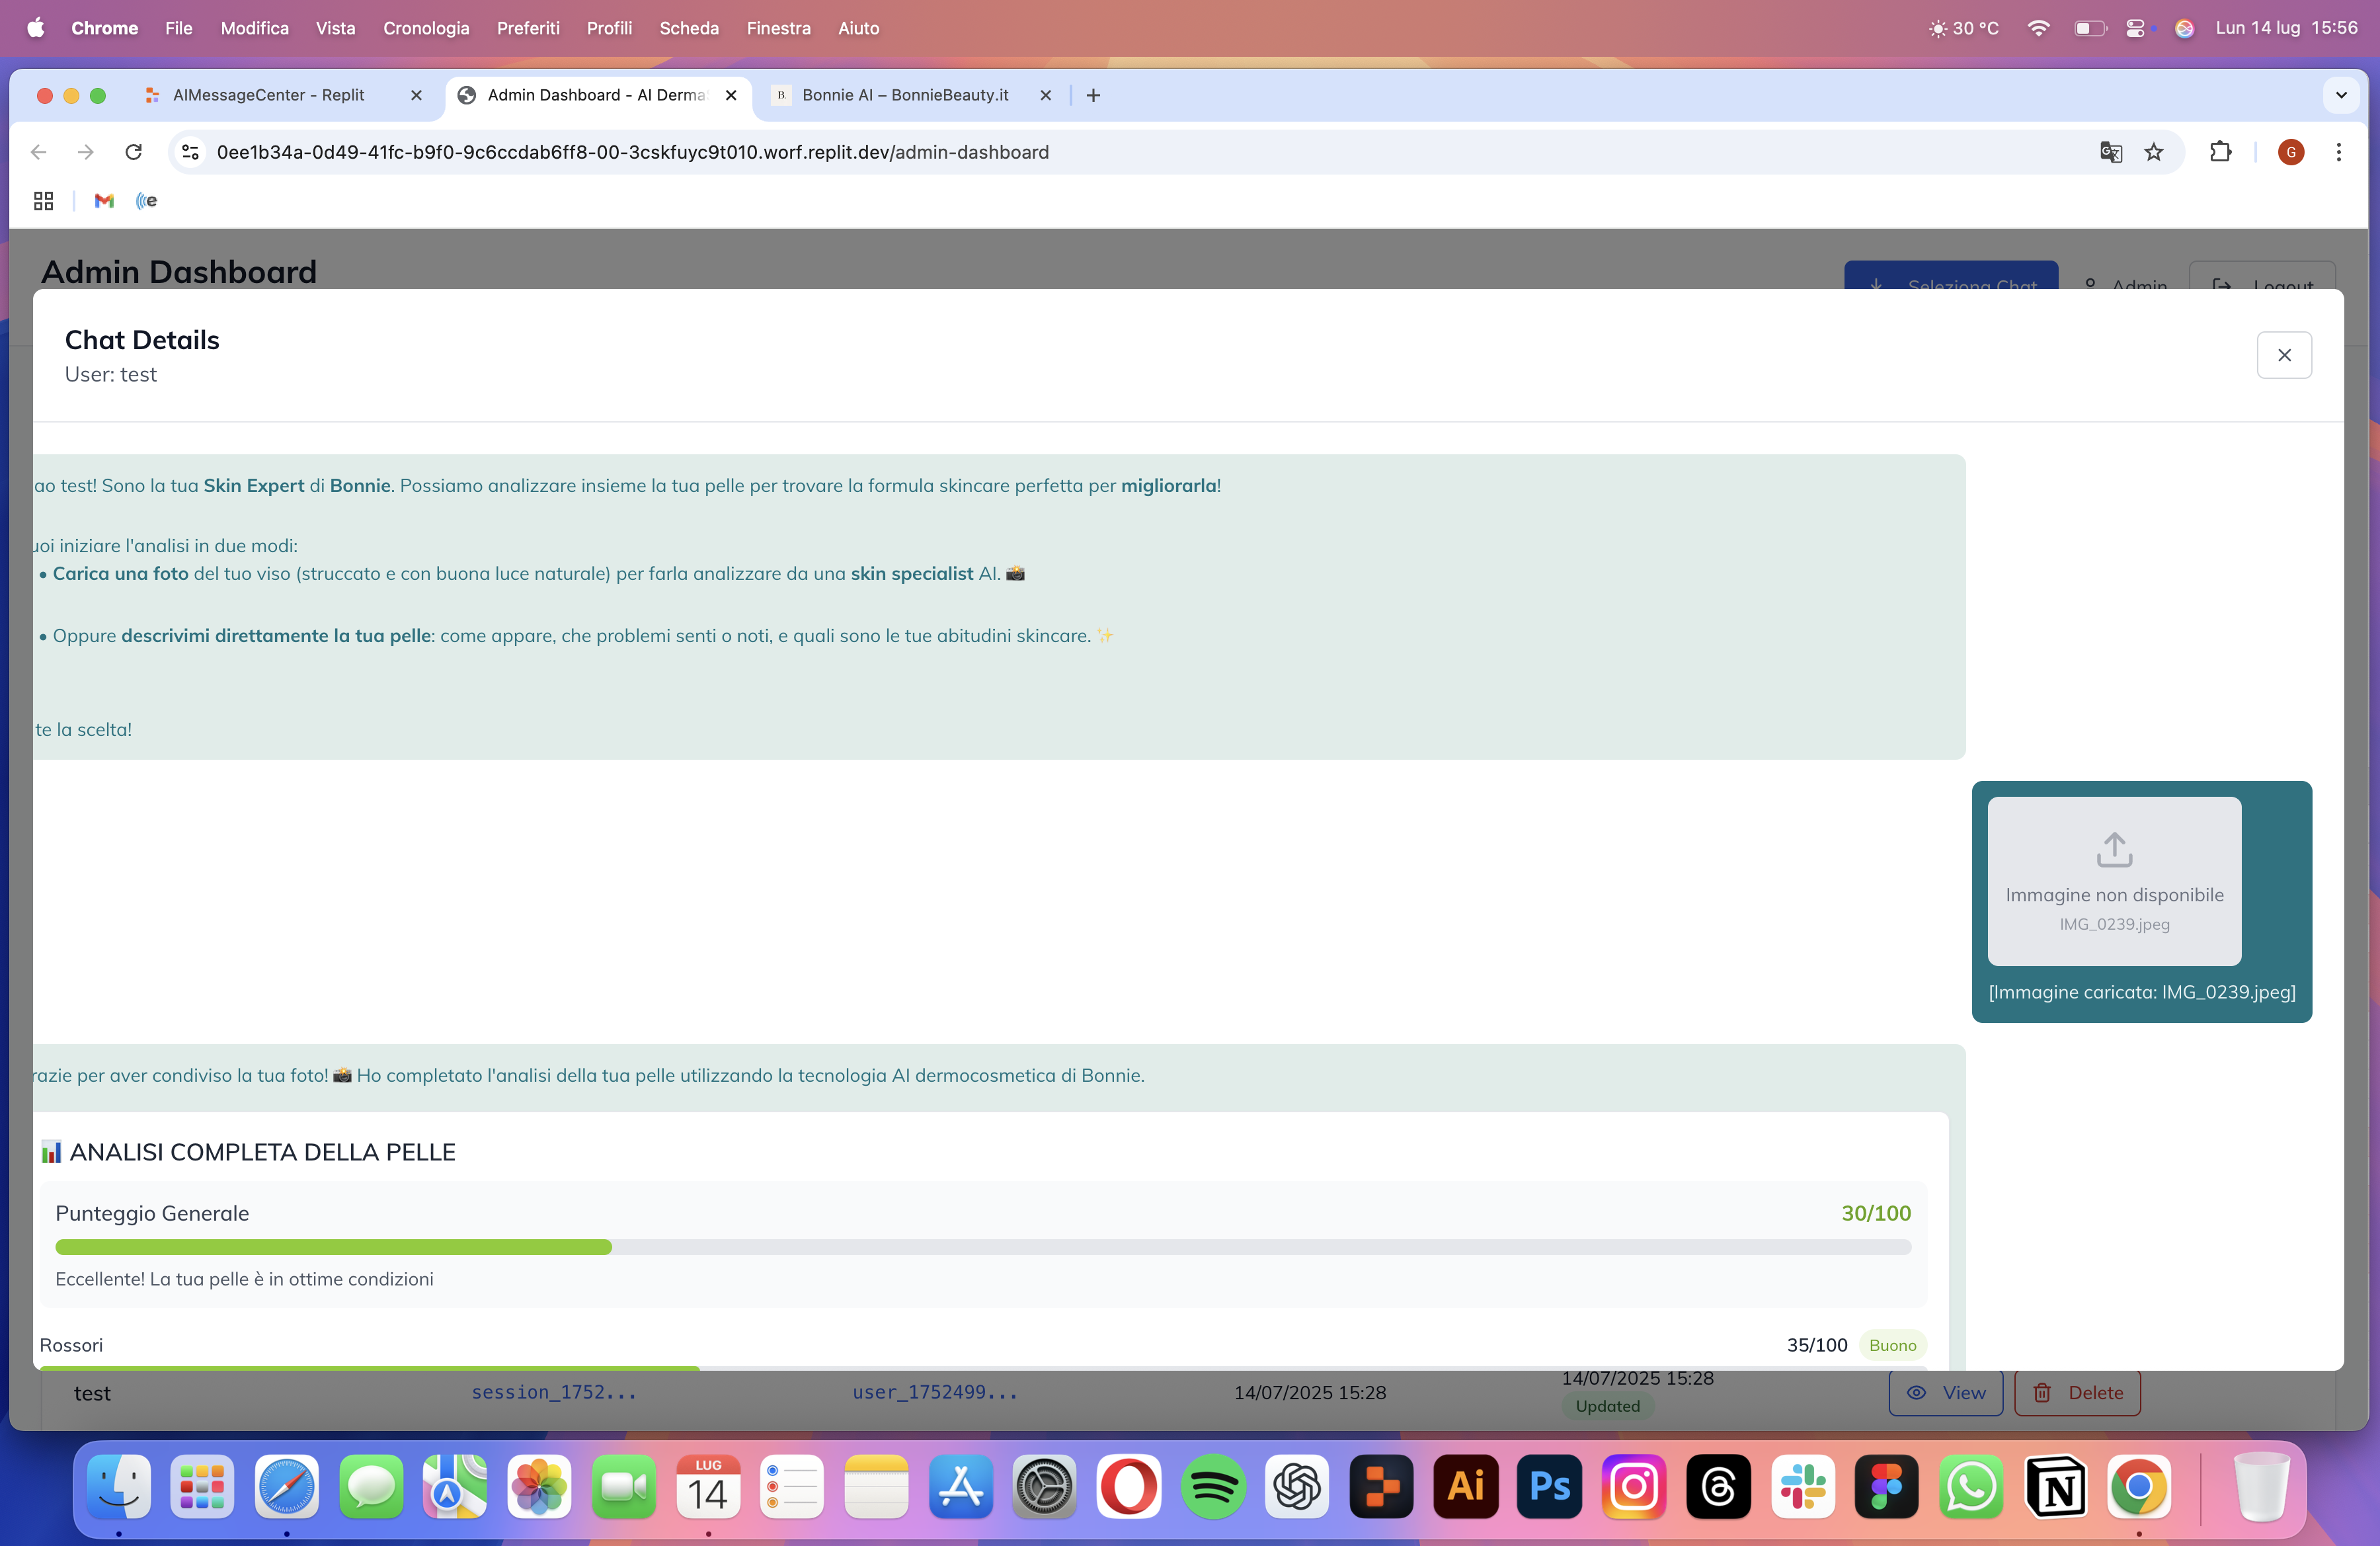 Chrome File Modifica Vista Cronologia Preferiti Profili Scheda Finestra Aiuto 30 °C Lun 14 lug 15:56
AIMessageCenter - Replit Admin Dashboard - AI Derma B. Bonnie AI – BonnieBeauty.it
0ee1b34a-0d49-41fc-b9f0-9c6ccdab6ff8-00-3cskfuyc9t010.worf.replit.dev/admin-dashboard G
Admin Dashboard Seleziona Chat Admin Logout
Chat Details
User: test
ao test! Sono la tua Skin Expert di Bonnie. Possiamo analizzare insieme la tua pelle per trovare la formula skincare perfetta per migliorarla!
uoi iniziare l'analisi in due modi:
• Carica una foto del tuo viso (struccato e con buona luce naturale) per farla analizzare da una skin specialist AI. 📸
• Oppure descrivimi direttamente la tua pelle: come appare, che problemi senti o noti, e quali sono le tue abitudini skincare. ✨
te la scelta!
Immagine non disponibile
IMG_0239.jpeg
[Immagine caricata: IMG_0239.jpeg]
razie per aver condiviso la tua foto! 📸 Ho completato l'analisi della tua pelle utilizzando la tecnologia AI dermocosmetica di Bonnie.
📊 ANALISI COMPLETA DELLA PELLE
Punteggio Generale 30/100
Eccellente! La tua pelle è in ottime condizioni
Rossori 35/100 Buono
test session_1752... user_1752499... 14/07/2025 15:28 14/07/2025 15:28 View Delete
Updated
LUG
14
Ai Ps